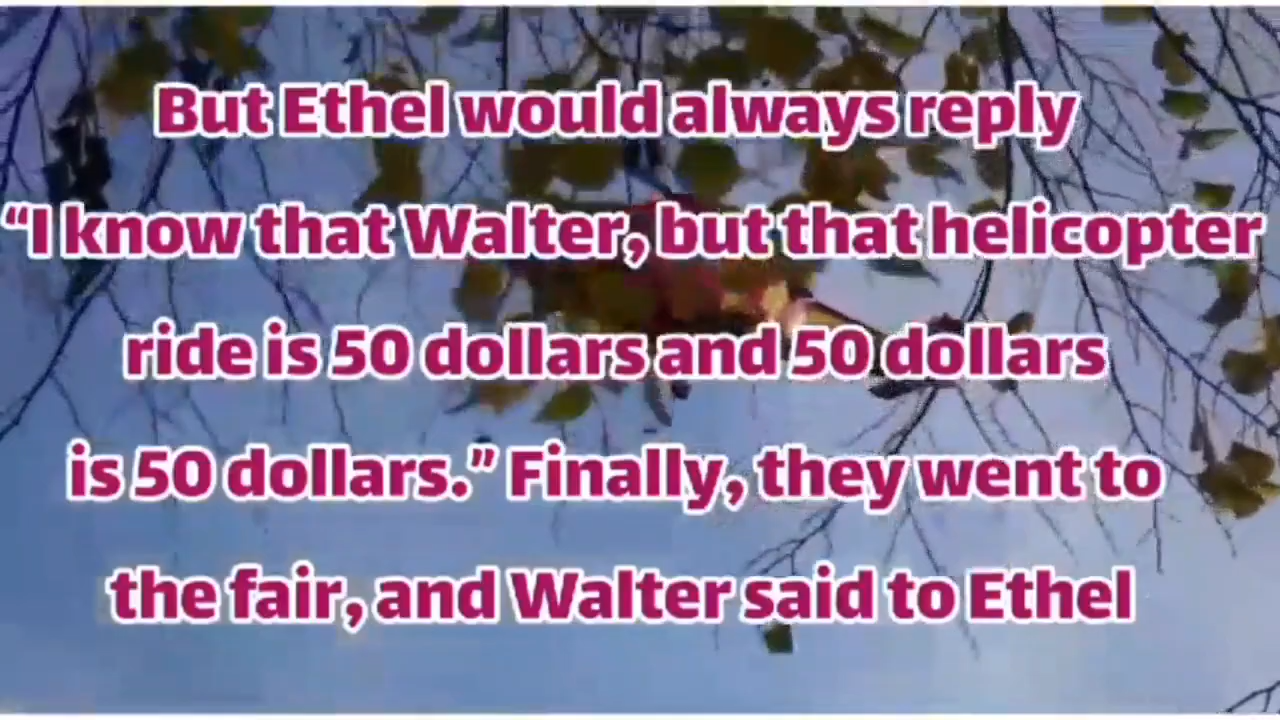 But Ethel would always reply
“I know that Walter, but that helicopter
ride is 50 dollars and 50 dollars
is 50 dollars.” Finally, they went to
the fair, and Walter said to Ethel